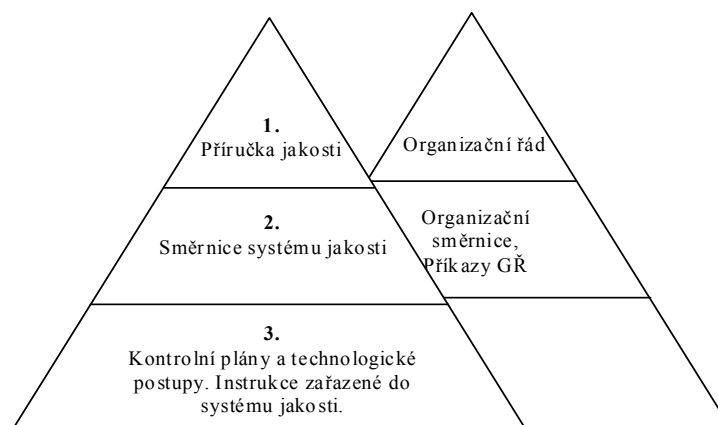 1.
Příručka jakosti
Organizační řád
2.
Směrnice systému jakosti
Organizační
směrnice,
Příkazy GŘ
3.
Kontrolní plány a technologické
postupy. Instrukce zařazené do
systému jakosti.